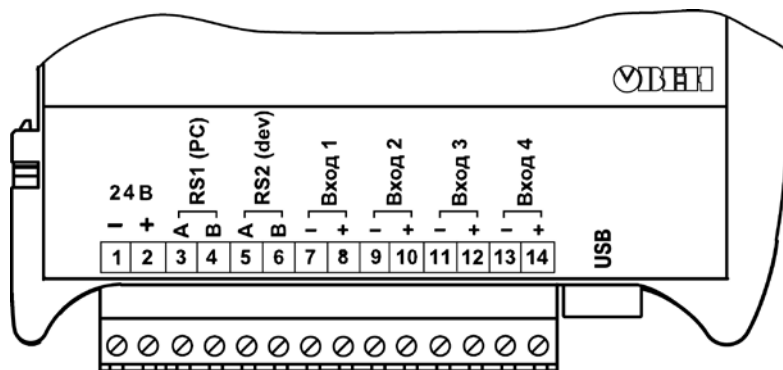 ОВЕН
RS1 (PC) RS2 (dev) Вход 1 Вход 2 Вход 3 Вход 4
24 В
− + A B A B − + − + − + − +
1 2 3 4 5 6 7 8 9 10 11 12 13 14
USB